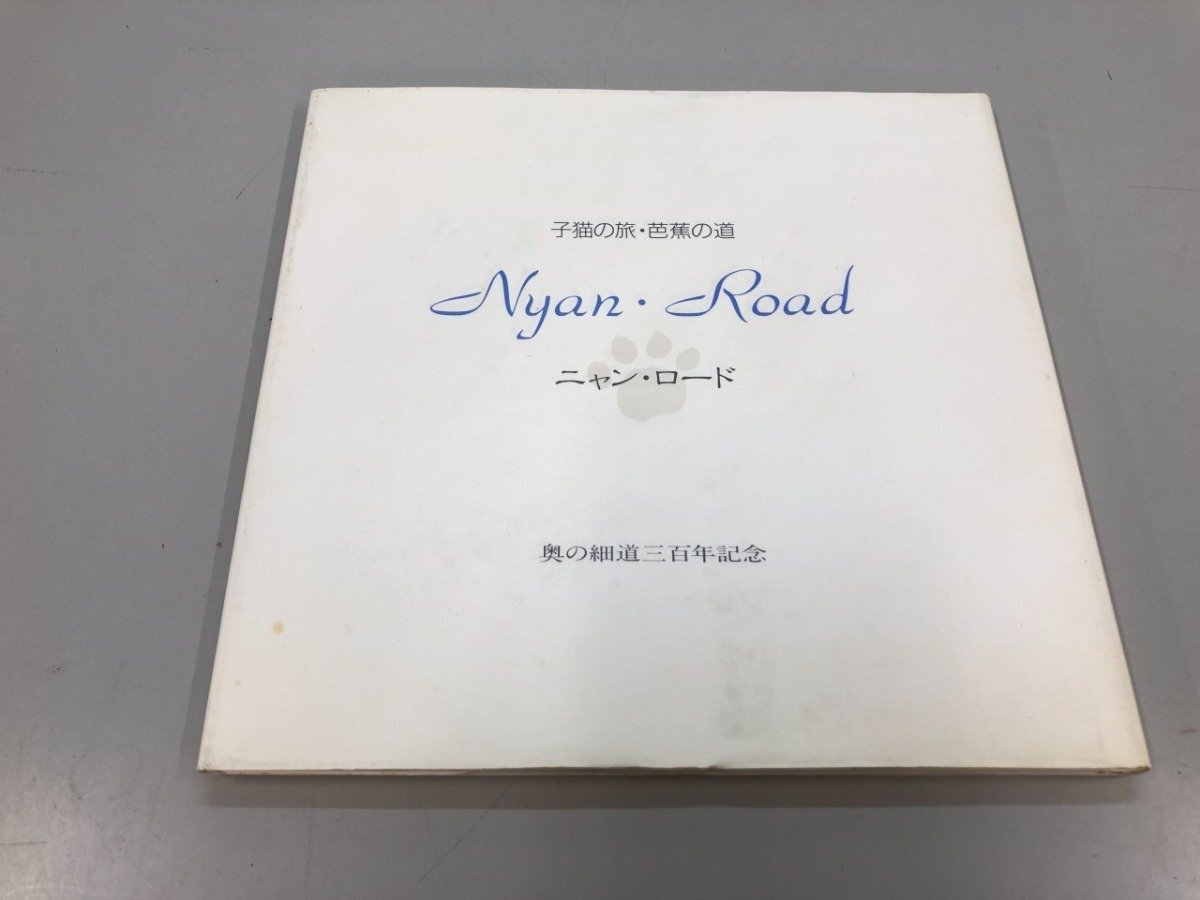 子猫の旅・芭蕉の道
Nyan・Road
ニャン・ロード
奥の細道三百年記念